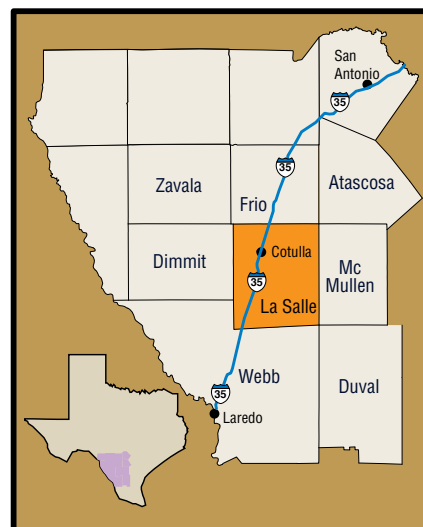 San
Antonio
35
35
Zavala
Frio
Atascosa
Cotulla
Dimmit
Mc
Mullen
35
La Salle
Webb
Duval
35
Laredo